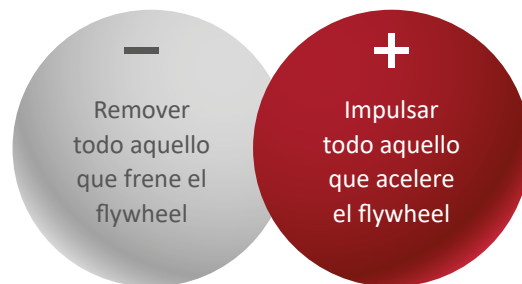 −
Remover
todo aquello
que frene el
flywheel
+
Impulsar
todo aquello
que acelere
el flywheel